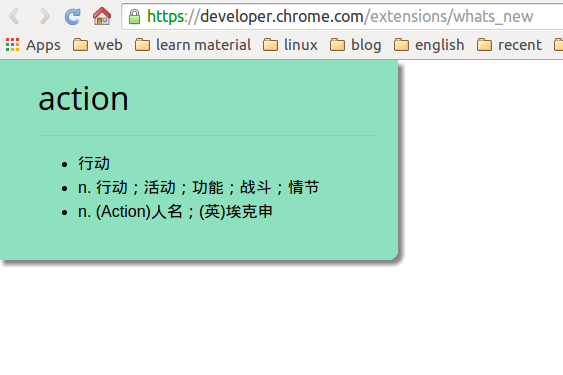 https://developer.chrome.com/extensions/whats_new
Apps web learn material linux blog english recent
action
行动
n. 行动；活动；功能；战斗；情节
n. (Action)人名；(英)埃克申